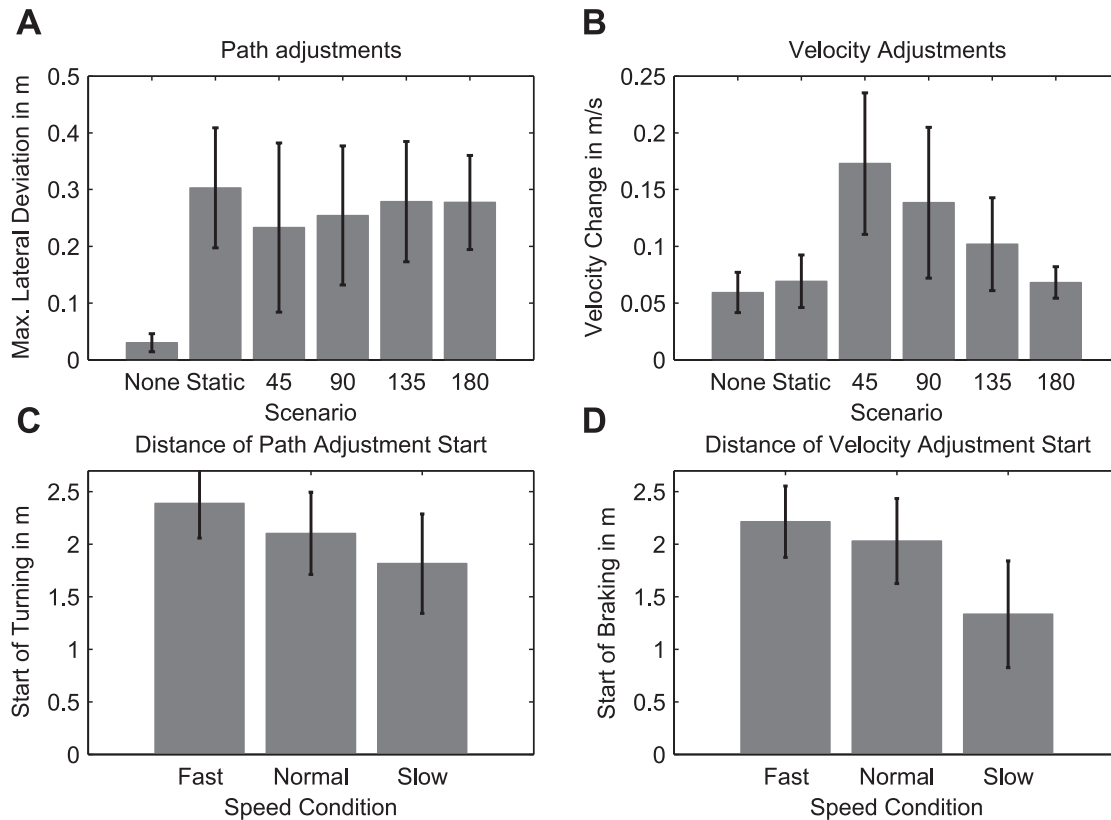 A
Path adjustments
Max. Lateral Deviation in m
0.5
0.4
0.3
0.2
0.1
0
None Static 45 90 135 180
Scenario
B
Velocity Adjustments
Velocity Change in m/s
0.25
0.2
0.15
0.1
0.05
0
None Static 45 90 135 180
Scenario
C
Distance of Path Adjustment Start
Start of Turning in m
2.5
2
1.5
1
0.5
0
Fast Normal Slow
Speed Condition
D
Distance of Velocity Adjustment Start
Start of Braking in m
2.5
2
1.5
1
0.5
0
Fast Normal Slow
Speed Condition